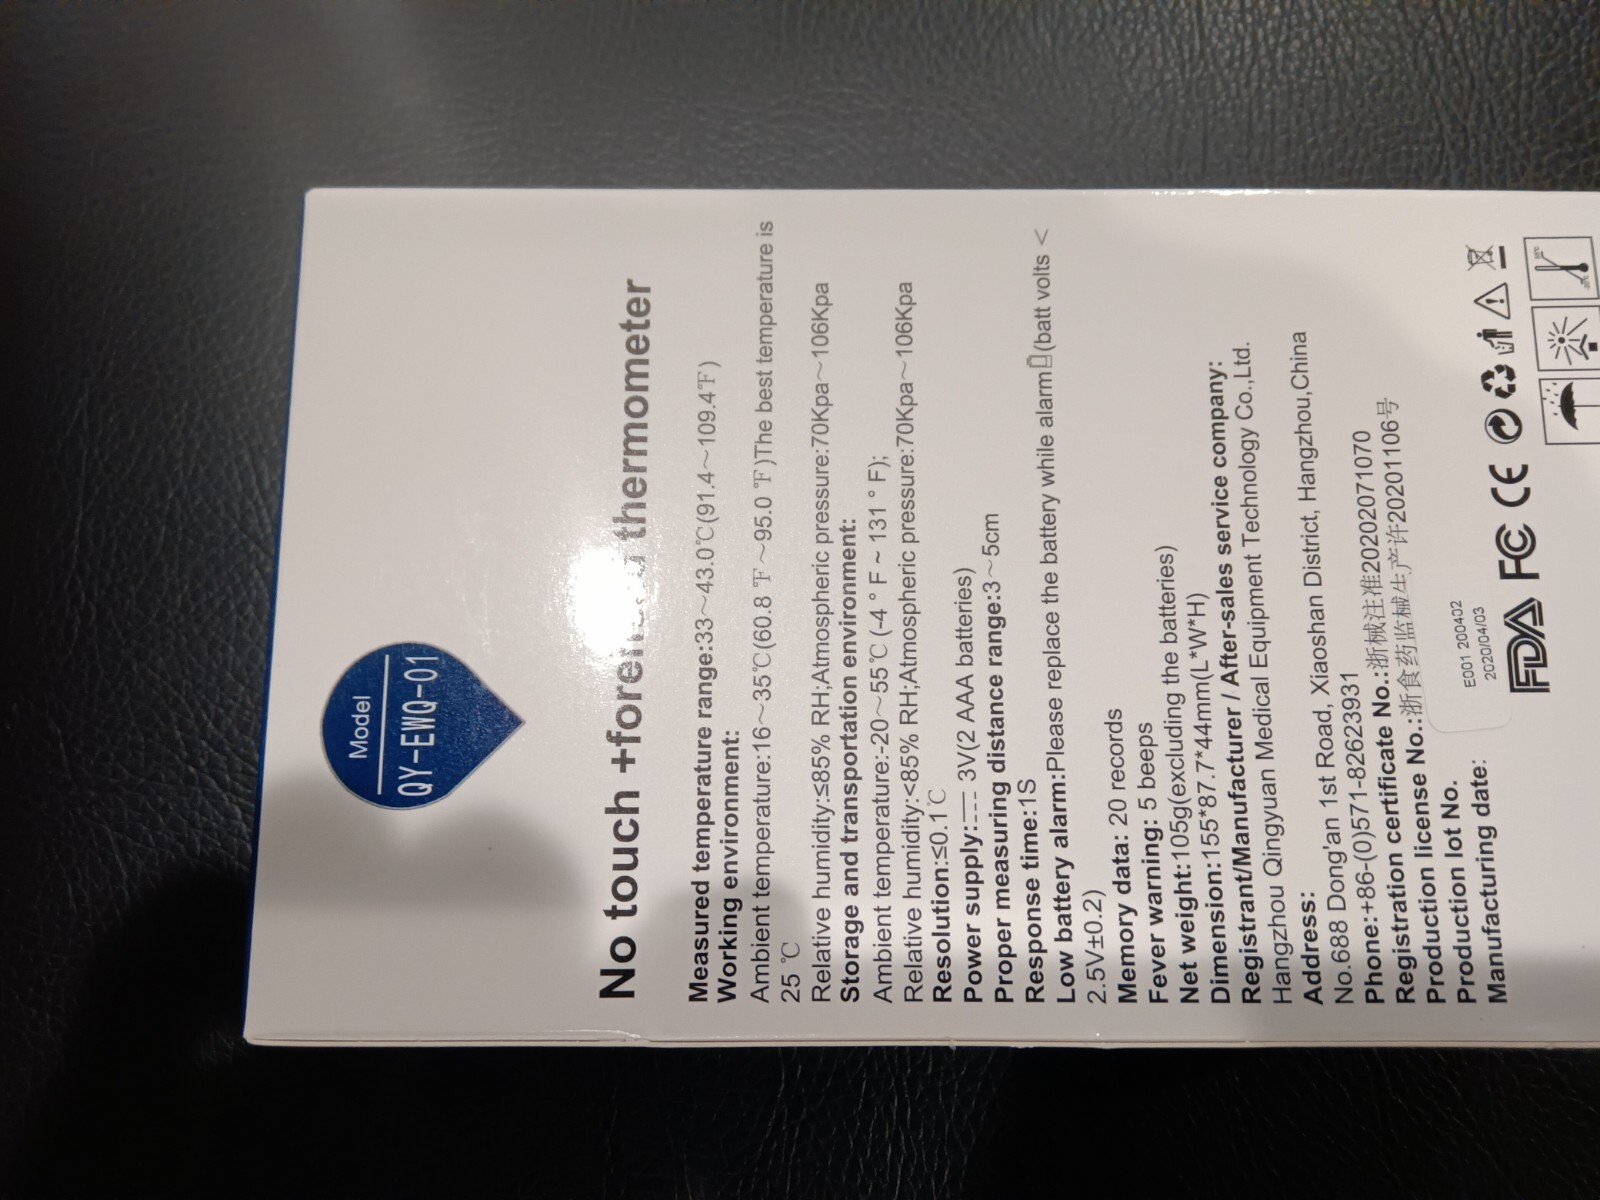 Model
QY-EWQ-01
No touch +forehead thermometer
Measured temperature range:33～43.0℃(91.4～109.4℉)
Working environment:
Ambient temperature:16～35℃(60.8 ℉～95.0 ℉)The best temperature is
25 ℃
Relative humidity:≤85% RH;Atmospheric pressure:70Kpa～106Kpa
Storage and transportation environment:
Ambient temperature:-20～55℃ (-4 ° F ~ 131 ° F);
Relative humidity:<85% RH;Atmospheric pressure:70Kpa～106Kpa
Resolution:≤0.1℃
Power supply:⎓ 3V(2 AAA batteries)
Proper measuring distance range:3～5cm
Response time:1S
Low battery alarm:Please replace the battery while alarm▯(batt volts <
2.5V±0.2)
Memory data: 20 records
Fever warning: 5 beeps
Net weight:105g(excluding the batteries)
Dimension:155*87.7*44mm(L*W*H)
Registrant/Manufacturer / After-sales service company:
Hangzhou Qingyuan Medical Equipment Technology Co.,Ltd.
Address:
No.688 Dong'an 1st Road, Xiaoshan District, Hangzhou,China
Phone:+86-(0)571-82623931
Registration certificate No.:浙械注准20202071070
Production license No.:浙食药监械生产许20201106号
Production lot No.
E001 200402
Manufacturing date:
2020/04/03
FDA FC CE